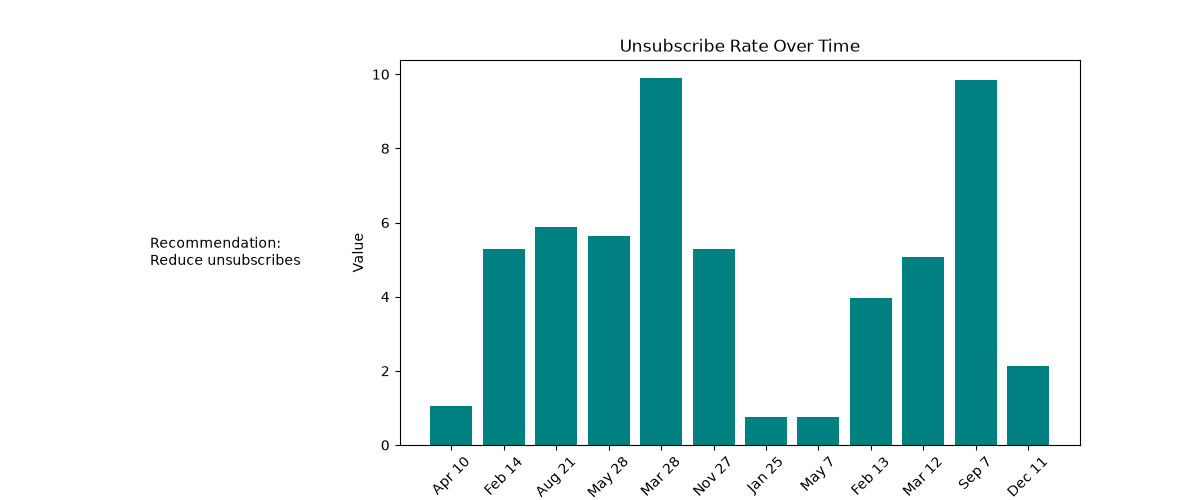 Unsubscribe Rate Over Time
Recommendation:
Reduce unsubscribes
Value
10
8
6
4
2
0
Apr 10
Feb 14
Aug 21
May 28
Mar 28
Nov 27
Jan 25
May 7
Feb 13
Mar 12
Sep 7
Dec 11